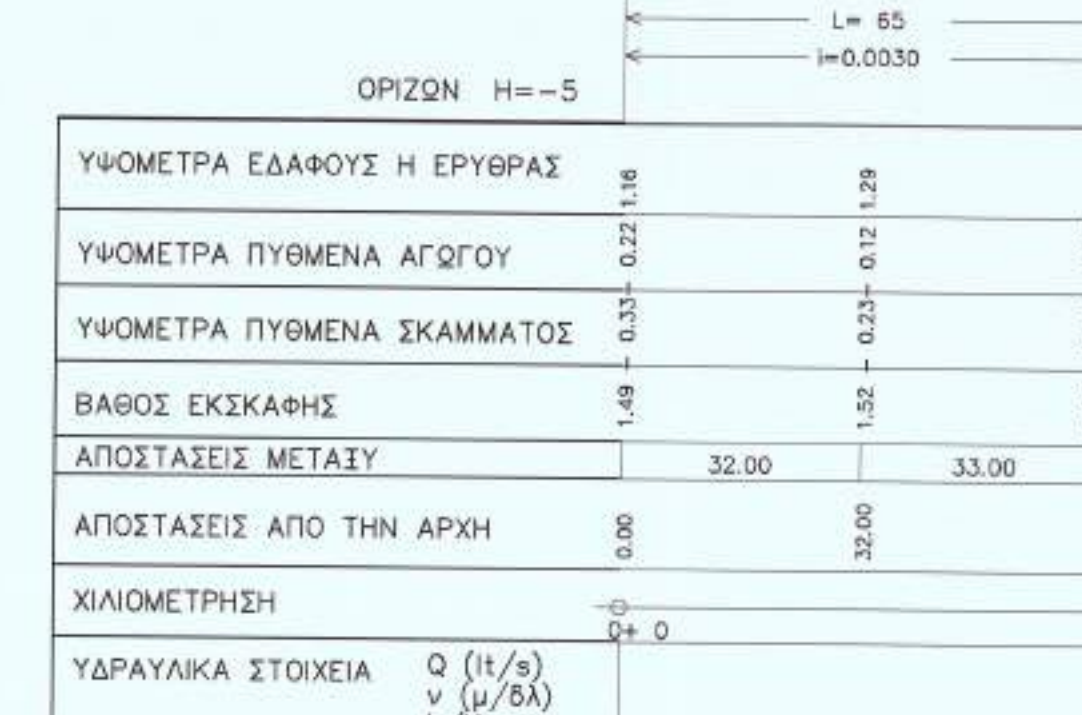 L= 65
i=0.0030
ΟΡΙΖΩΝ H=-5
ΥΨΟΜΕΤΡΑ ΕΔΑΦΟΥΣ Η ΕΡΥΘΡΑΣ 1.16 1.29
ΥΨΟΜΕΤΡΑ ΠΥΘΜΕΝΑ ΑΓΩΓΟΥ -0.22 -0.12
ΥΨΟΜΕΤΡΑ ΠΥΘΜΕΝΑ ΣΚΑΜΜΑΤΟΣ -0.33 -0.23
ΒΑΘΟΣ ΕΚΣΚΑΦΗΣ 1.49 1.52
ΑΠΟΣΤΑΣΕΙΣ ΜΕΤΑΞΥ 32.00 33.00
ΑΠΟΣΤΑΣΕΙΣ ΑΠΟ ΤΗΝ ΑΡΧΗ 0.00 32.00
ΧΙΛΙΟΜΕΤΡΗΣΗ
0+ 0
ΥΔΡΑΥΛΙΚΑ ΣΤΟΙΧΕΙΑ Q (lt/s)
ν (μ/δλ)